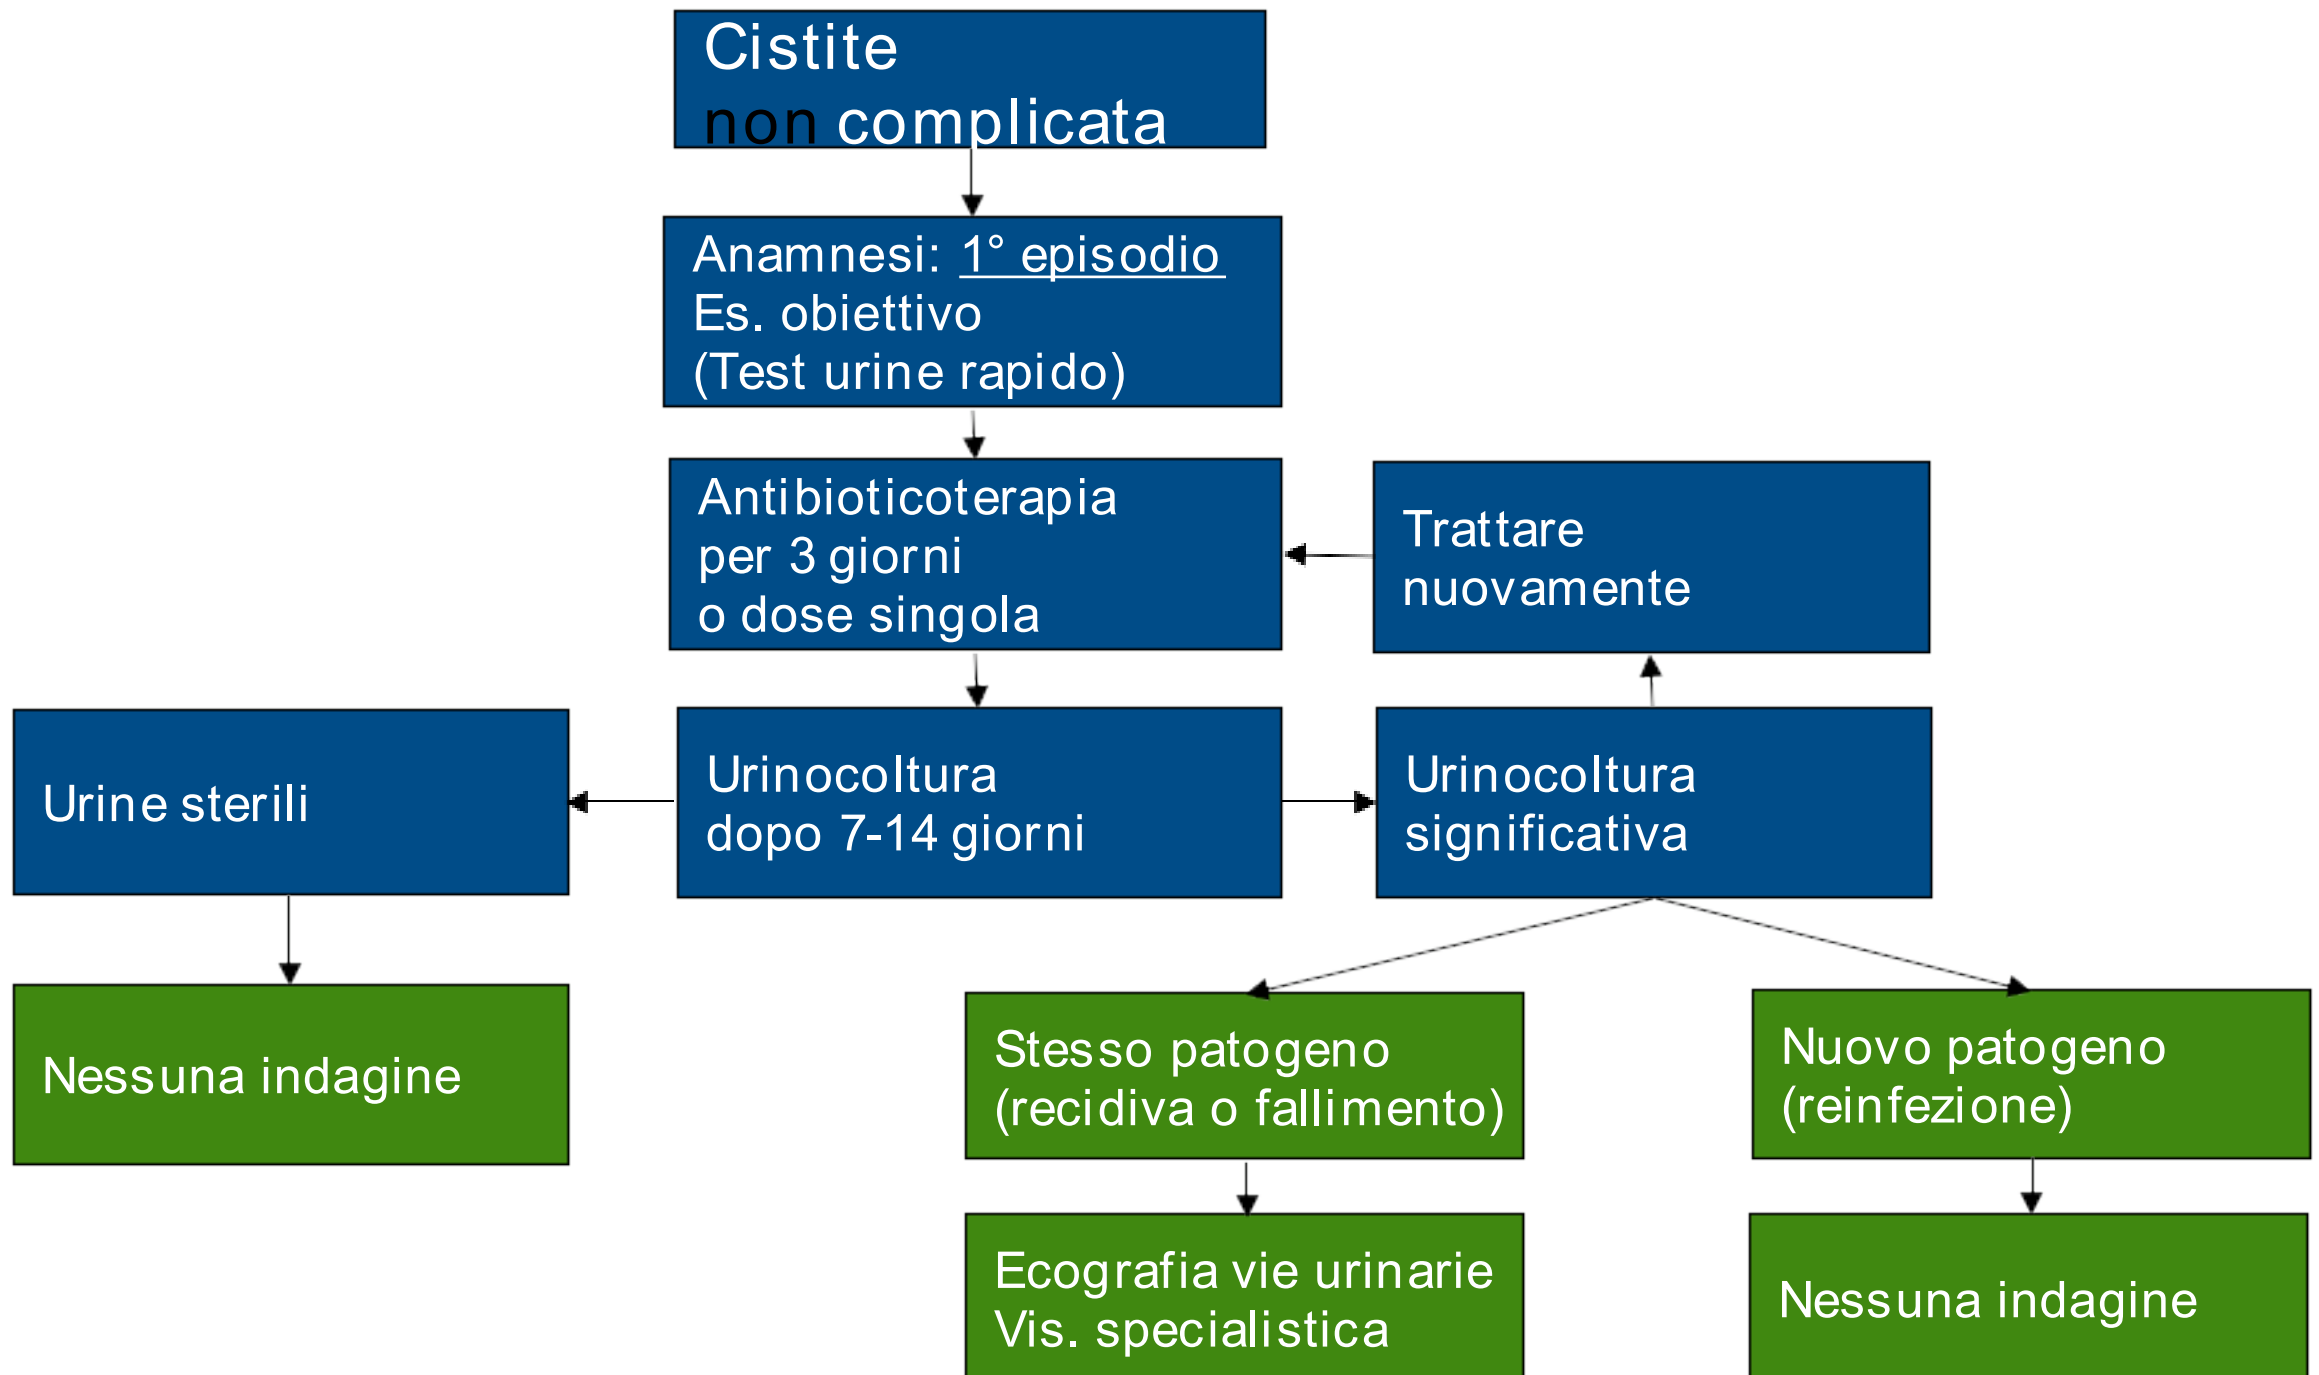 Cistite
non complicata
Anamnesi: 1° episodio
Es. obiettivo
(Test urine rapido)
Antibioticoterapia
per 3 giorni
o dose singola
Trattare
nuovamente
Urine sterili
Urinocoltura
dopo 7-14 giorni
Urinocoltura
significativa
Nessuna indagine
Stesso patogeno
(recidiva o fallimento)
Nuovo patogeno
(reinfezione)
Ecografia vie urinarie
Vis. specialistica
Nessuna indagine